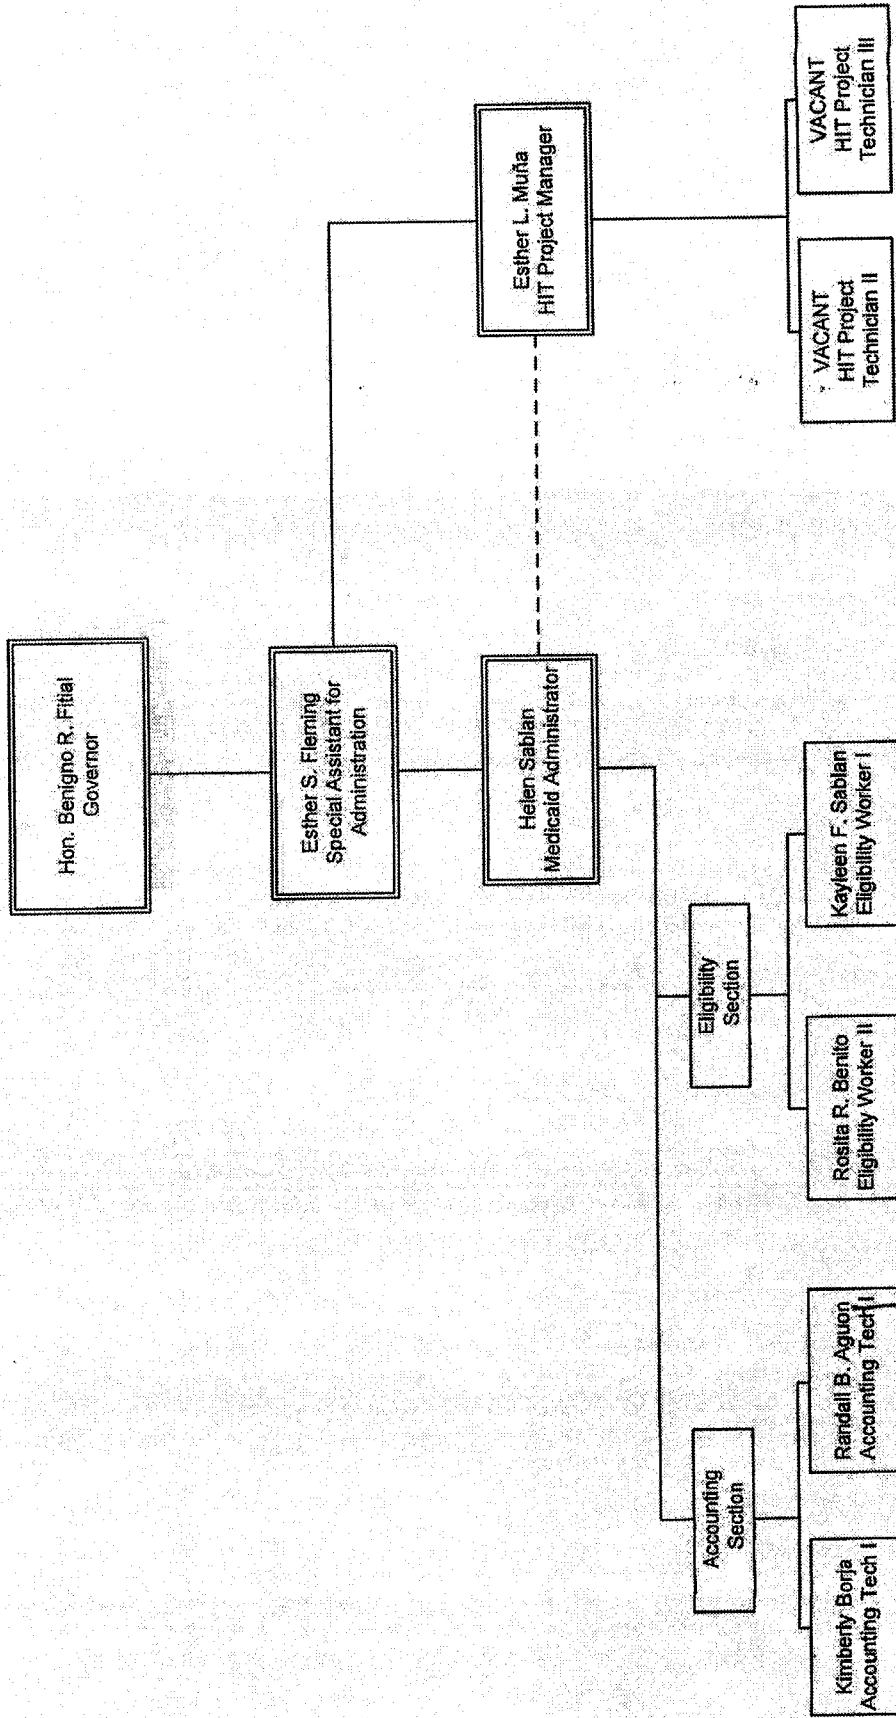 Hon. Benigno R. Fitial
Governor
Esther S. Fleming
Special Assistant for
Administration
Helen Sablan
Medicaid Administrator
Esther L. Muña
HIT Project Manager
Accounting
Section
Eligibility
Section
Kimberly Borja
Accounting Tech I
Randall B. Aguon
Accounting Tech I
Rosita R. Benito
Eligibility Worker II
Kayleen F. Sablan
Eligibility Worker I
VACANT
HIT Project
Technician II
VACANT
HIT Project
Technician III